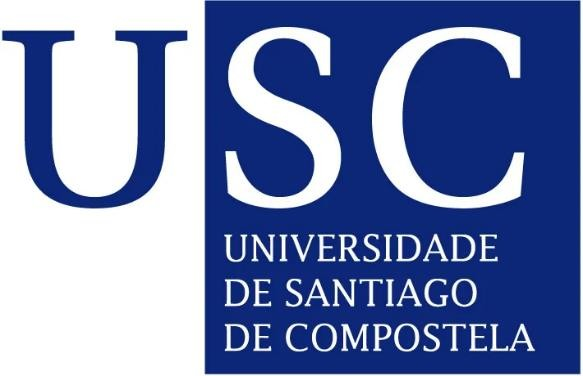 USC
UNIVERSIDADE
DE SANTIAGO
DE COMPOSTELA